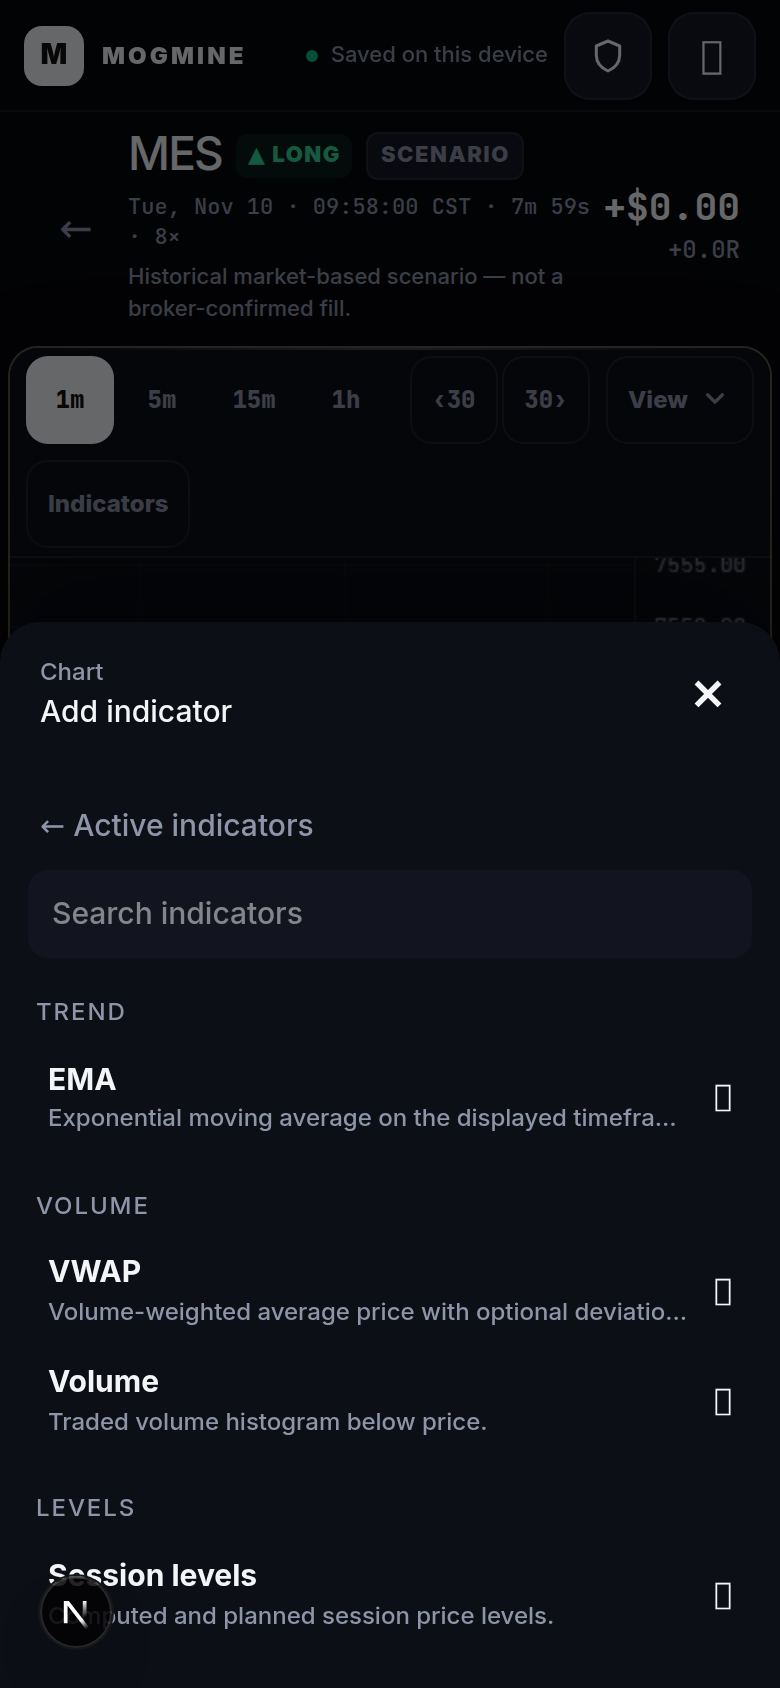 M MOGMINE Saved on this device
MES ▲ LONG SCENARIO
Tue, Nov 10 · 09:58:00 CST · 7m 59s
· 8×
+$0.00
+0.0R
←
Historical market-based scenario — not a
broker-confirmed fill.
1m 5m 15m 1h ‹30 30› View
Indicators
7555.00
Chart
Add indicator
← Active indicators
Search indicators
TREND
EMA
Exponential moving average on the displayed timefra...
VOLUME
VWAP
Volume-weighted average price with optional deviatio...
Volume
Traded volume histogram below price.
LEVELS
Session levels
N
Computed and planned session price levels.